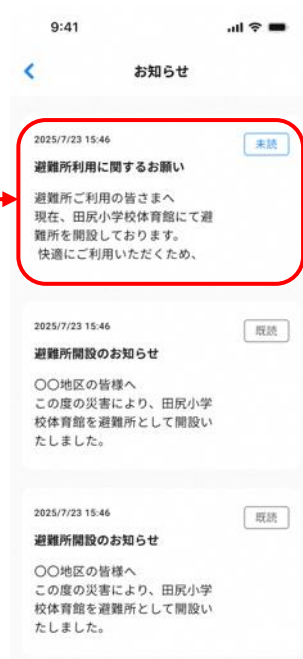 9:41
お知らせ
2025/7/23 15:46
未読
避難所利用に関するお願い
避難所ご利用の皆さまへ
現在、田尻小学校体育館にて避
難所を開設しております。
快適にご利用いただくため、
2025/7/23 15:46
既読
避難所開設のお知らせ
〇〇地区の皆様へ
この度の災害により、田尻小学
校体育館を避難所として開設い
たしました。
2025/7/23 15:46
既読
避難所開設のお知らせ
〇〇地区の皆様へ
この度の災害により、田尻小学
校体育館を避難所として開設い
たしました。